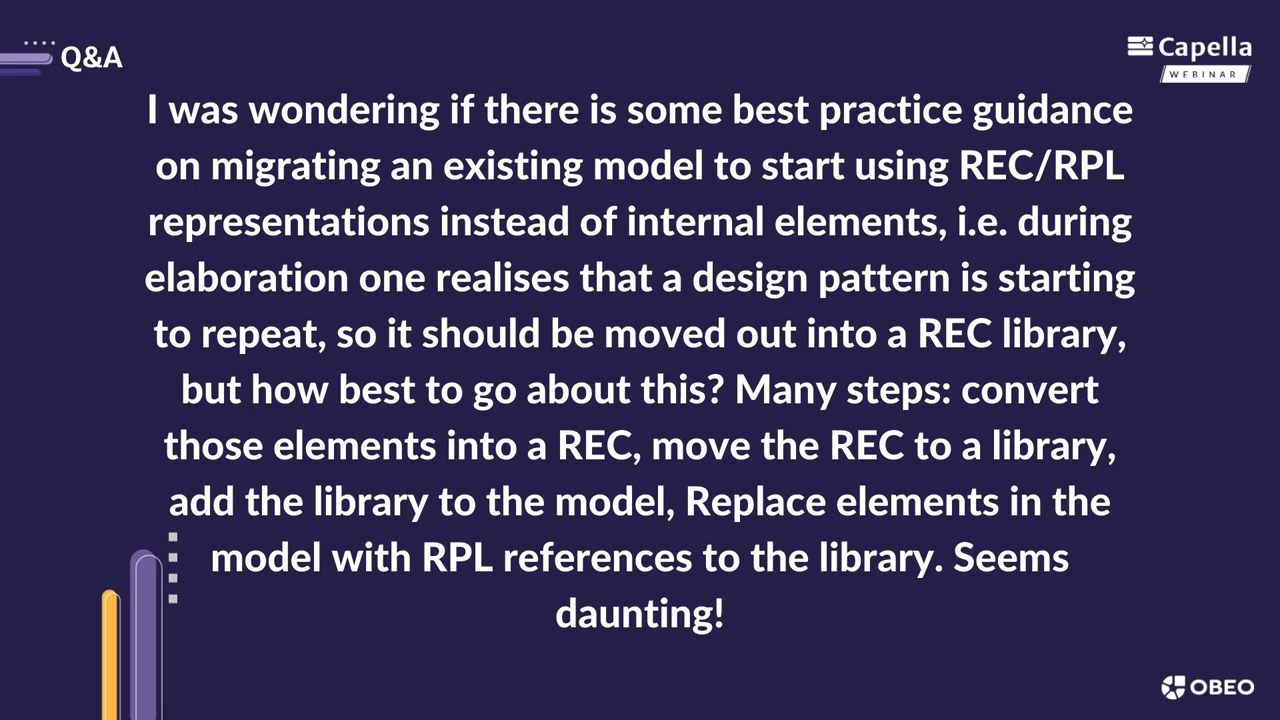 Q&A
Capella
WEBINAR
I was wondering if there is some best practice guidance
on migrating an existing model to start using REC/RPL
representations instead of internal elements, i.e. during
elaboration one realises that a design pattern is starting
to repeat, so it should be moved out into a REC library,
but how best to go about this? Many steps: convert
those elements into a REC, move the REC to a library,
add the library to the model, Replace elements in the
model with RPL references to the library. Seems
daunting!
OBEO